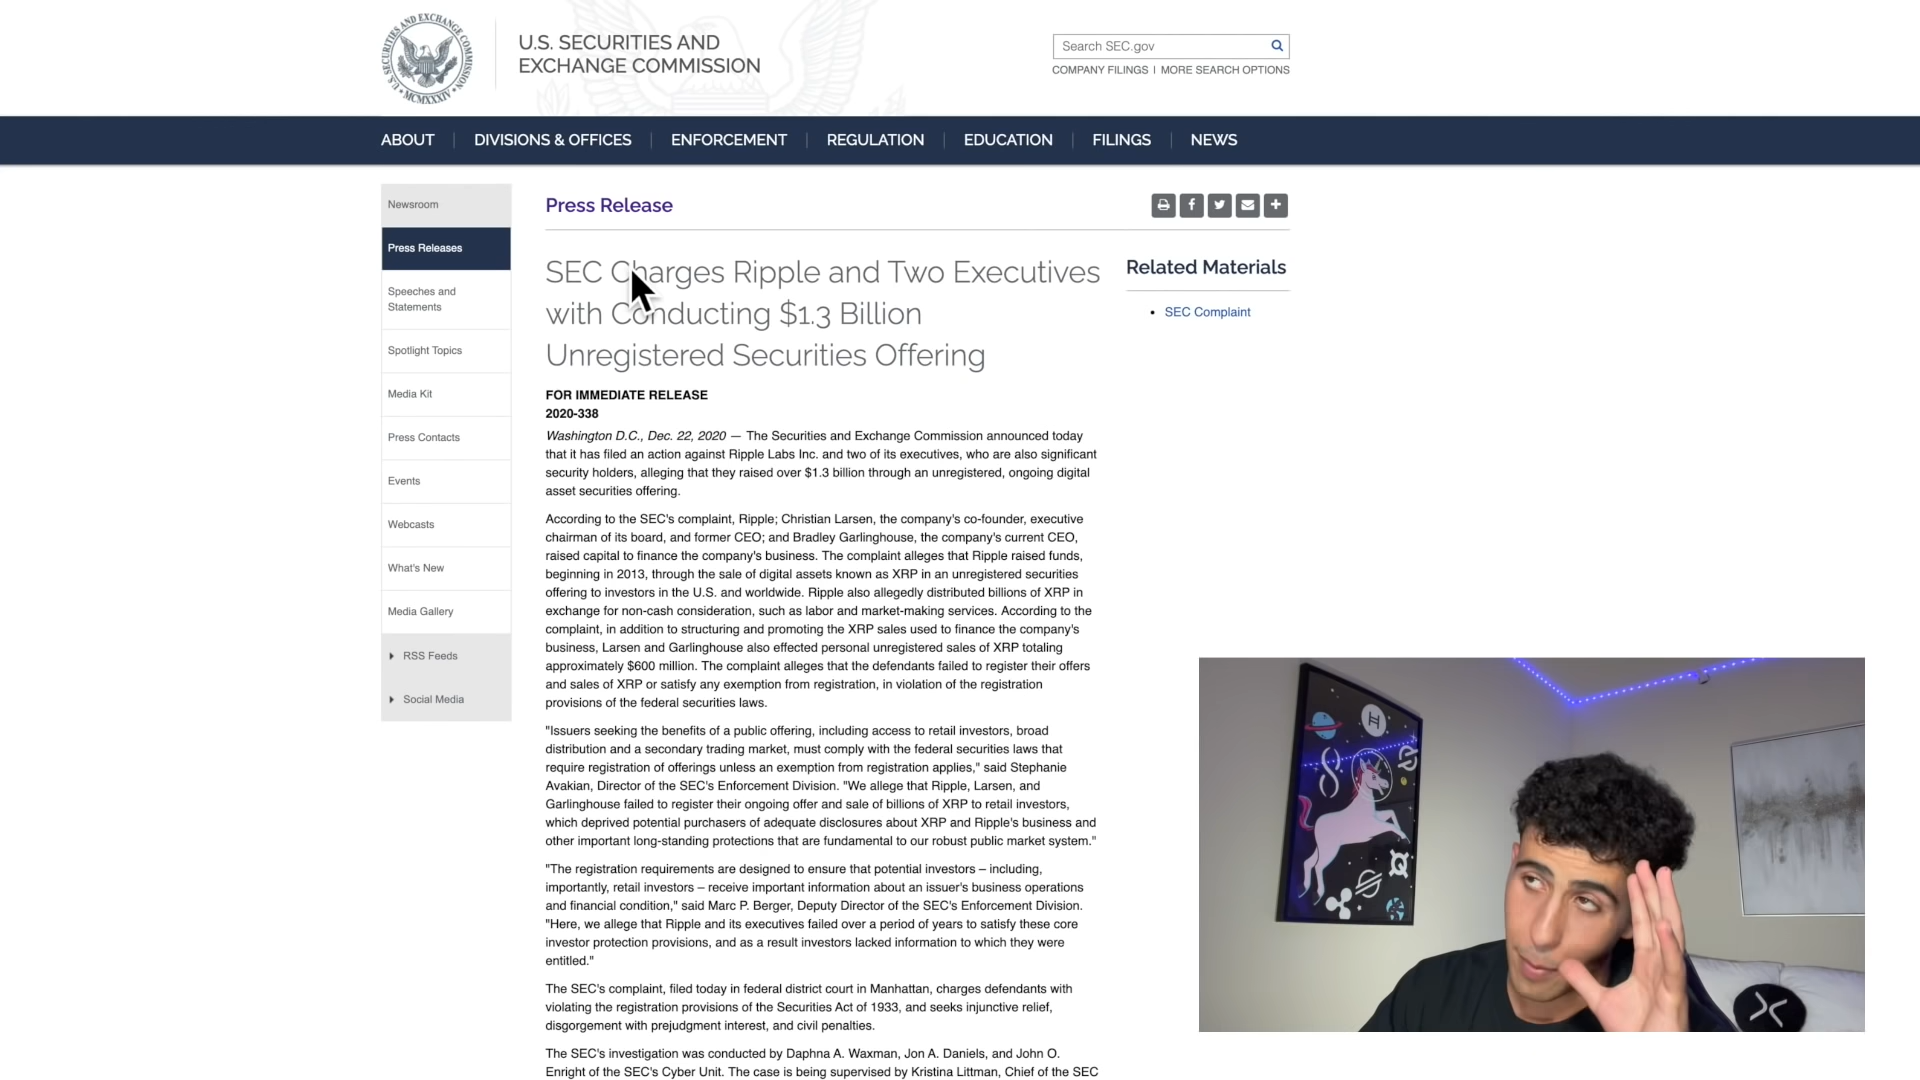 U.S. SECURITIES AND EXCHANGE COMMISSION
MCMXXXIV
U.S. SECURITIES AND
EXCHANGE COMMISSION
Search SEC.gov
COMPANY FILINGS | MORE SEARCH OPTIONS
ABOUT
DIVISIONS & OFFICES
ENFORCEMENT
REGULATION
EDUCATION
FILINGS
NEWS
Newsroom
Press Releases
Speeches and
Statements
Spotlight Topics
Media Kit
Press Contacts
Events
Webcasts
What's New
Media Gallery
RSS Feeds
Social Media
Press Release
SEC Charges Ripple and Two Executives
with Conducting $1.3 Billion
Unregistered Securities Offering
FOR IMMEDIATE RELEASE
2020-338
Washington D.C., Dec. 22, 2020 — The Securities and Exchange Commission announced today
that it has filed an action against Ripple Labs Inc. and two of its executives, who are also significant
security holders, alleging that they raised over $1.3 billion through an unregistered, ongoing digital
asset securities offering.
According to the SEC's complaint, Ripple; Christian Larsen, the company's co-founder, executive
chairman of its board, and former CEO; and Bradley Garlinghouse, the company's current CEO,
raised capital to finance the company's business. The complaint alleges that Ripple raised funds,
beginning in 2013, through the sale of digital assets known as XRP in an unregistered securities
offering to investors in the U.S. and worldwide. Ripple also allegedly distributed billions of XRP in
exchange for non-cash consideration, such as labor and market-making services. According to the
complaint, in addition to structuring and promoting the XRP sales used to finance the company's
business, Larsen and Garlinghouse also effected personal unregistered sales of XRP totaling
approximately $600 million. The complaint alleges that the defendants failed to register their offers
and sales of XRP or satisfy any exemption from registration, in violation of the registration
provisions of the federal securities laws.
"Issuers seeking the benefits of a public offering, including access to retail investors, broad
distribution and a secondary trading market, must comply with the federal securities laws that
require registration of offerings unless an exemption from registration applies," said Stephanie
Avakian, Director of the SEC's Enforcement Division. "We allege that Ripple, Larsen, and
Garlinghouse failed to register their ongoing offer and sale of billions of XRP to retail investors,
which deprived potential purchasers of adequate disclosures about XRP and Ripple's business and
other important long-standing protections that are fundamental to our robust public market system."
"The registration requirements are designed to ensure that potential investors – including,
importantly, retail investors – receive important information about an issuer's business operations
and financial condition," said Marc P. Berger, Deputy Director of the SEC's Enforcement Division.
"Here, we allege that Ripple and its executives failed over a period of years to satisfy these core
investor protection provisions, and as a result investors lacked information to which they were
entitled."
The SEC's complaint, filed today in federal district court in Manhattan, charges defendants with
violating the registration provisions of the Securities Act of 1933, and seeks injunctive relief,
disgorgement with prejudgment interest, and civil penalties.
The SEC's investigation was conducted by Daphna A. Waxman, Jon A. Daniels, and John O.
Enright of the SEC's Cyber Unit. The case is being supervised by Kristina Littman, Chief of the SEC
Related Materials
SEC Complaint